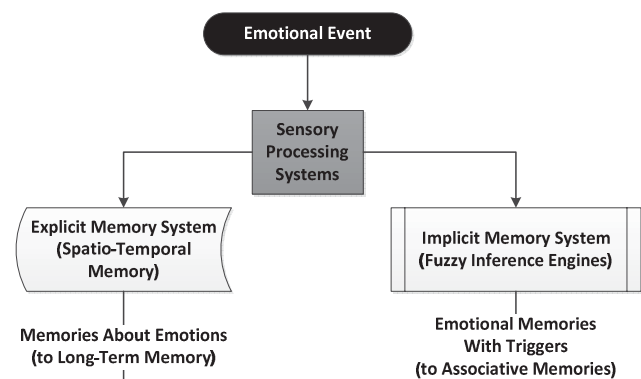 Emotional Event
Sensory
Processing
Systems
Explicit Memory System
(Spatio-Temporal
Memory)
Implicit Memory System
(Fuzzy Inference Engines)
Memories About Emotions
(to Long-Term Memory)
Emotional Memories
With Triggers
(to Associative Memories)